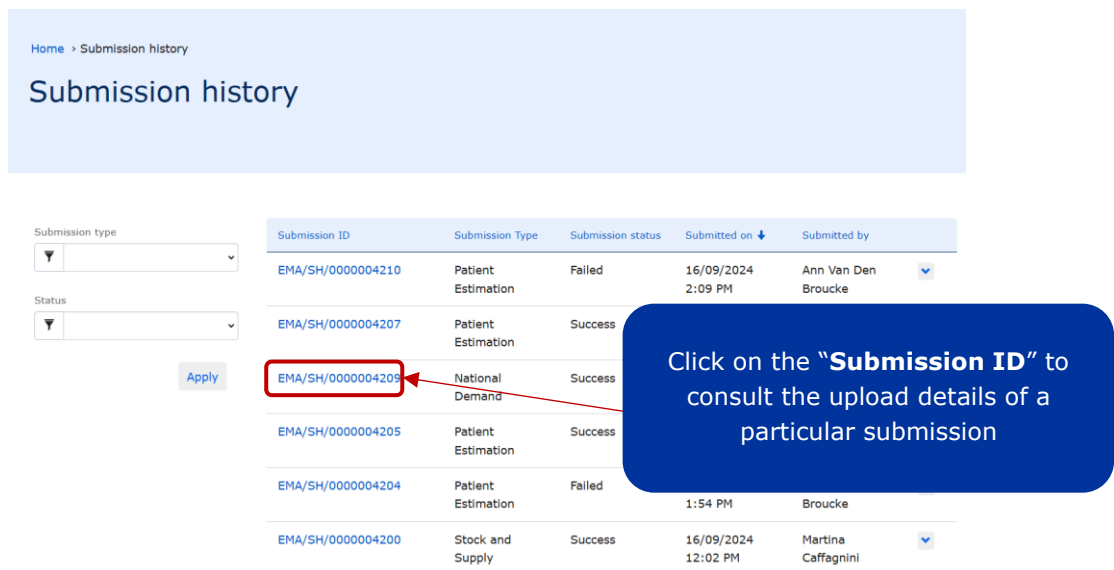 Home › Submission history
Submission history
Submission type
Status
Apply
Submission ID Submission Type Submission status Submitted on Submitted by
EMA/SH/0000004210 Patient Estimation Failed 16/09/2024 2:09 PM Ann Van Den Broucke
EMA/SH/0000004207 Patient Estimation Success
EMA/SH/0000004209 National Demand Success
EMA/SH/0000004205 Patient Estimation Success
EMA/SH/0000004204 Patient Estimation Failed 1:54 PM Broucke
EMA/SH/0000004200 Stock and Supply Success 16/09/2024 12:02 PM Martina Caffagnini
Click on the “Submission ID” to
consult the upload details of a
particular submission